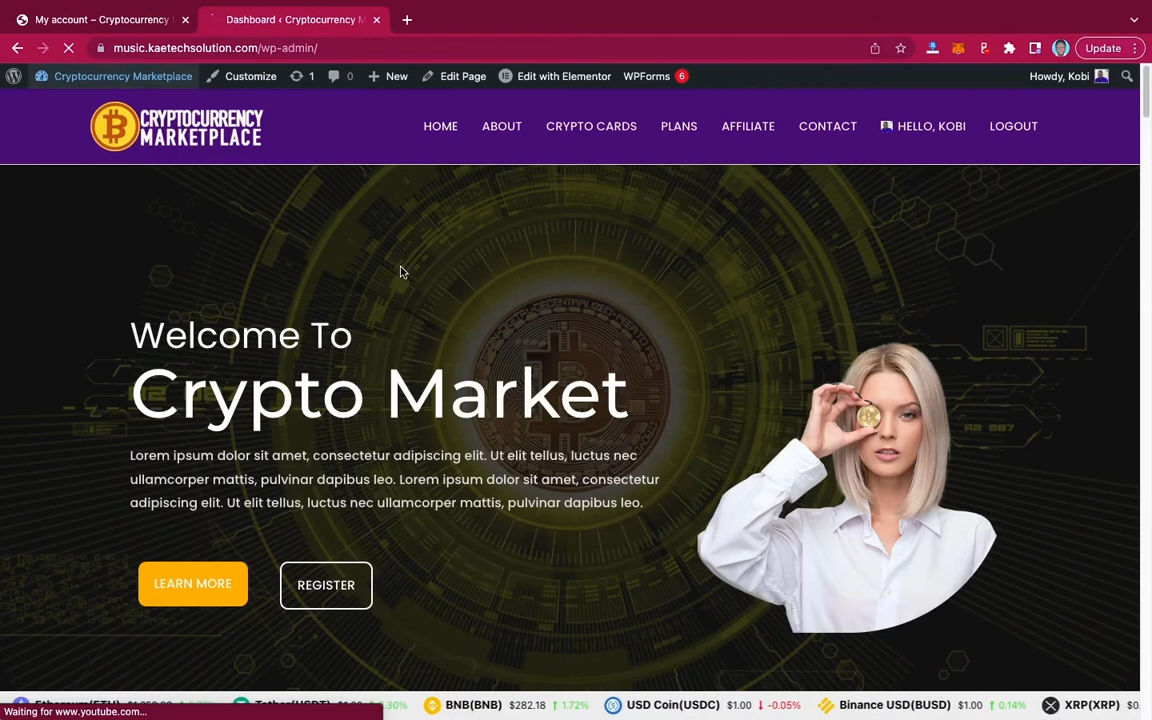 My account – Cryptocurrency
Dashboard ‹ Cryptocurrency M
music.kaetechsolution.com/wp-admin/
Update
Cryptocurrency Marketplace
Customize
1
0
New
Edit Page
Edit with Elementor
WPForms 6
Howdy, Kobi
CRYPTOCURRENCY
MARKETPLACE
HOME
ABOUT
CRYPTO CARDS
PLANS
AFFILIATE
CONTACT
HELLO, KOBI
LOGOUT
Welcome To
Crypto Market
Lorem ipsum dolor sit amet, consectetur adipiscing elit. Ut elit tellus, luctus nec
ullamcorper mattis, pulvinar dapibus leo. Lorem ipsum dolor sit amet, consectetur
adipiscing elit. Ut elit tellus, luctus nec ullamcorper mattis, pulvinar dapibus leo.
LEARN MORE
REGISTER
Ethereum(ETH)
Tether(USDT)
BNB(BNB) $282.18 ↑ 1.72%
USD Coin(USDC) $1.00 ↓ -0.05%
Binance USD(BUSD) $1.00 ↑ 0.14%
XRP(XRP) $0.
Waiting for www.youtube.com...